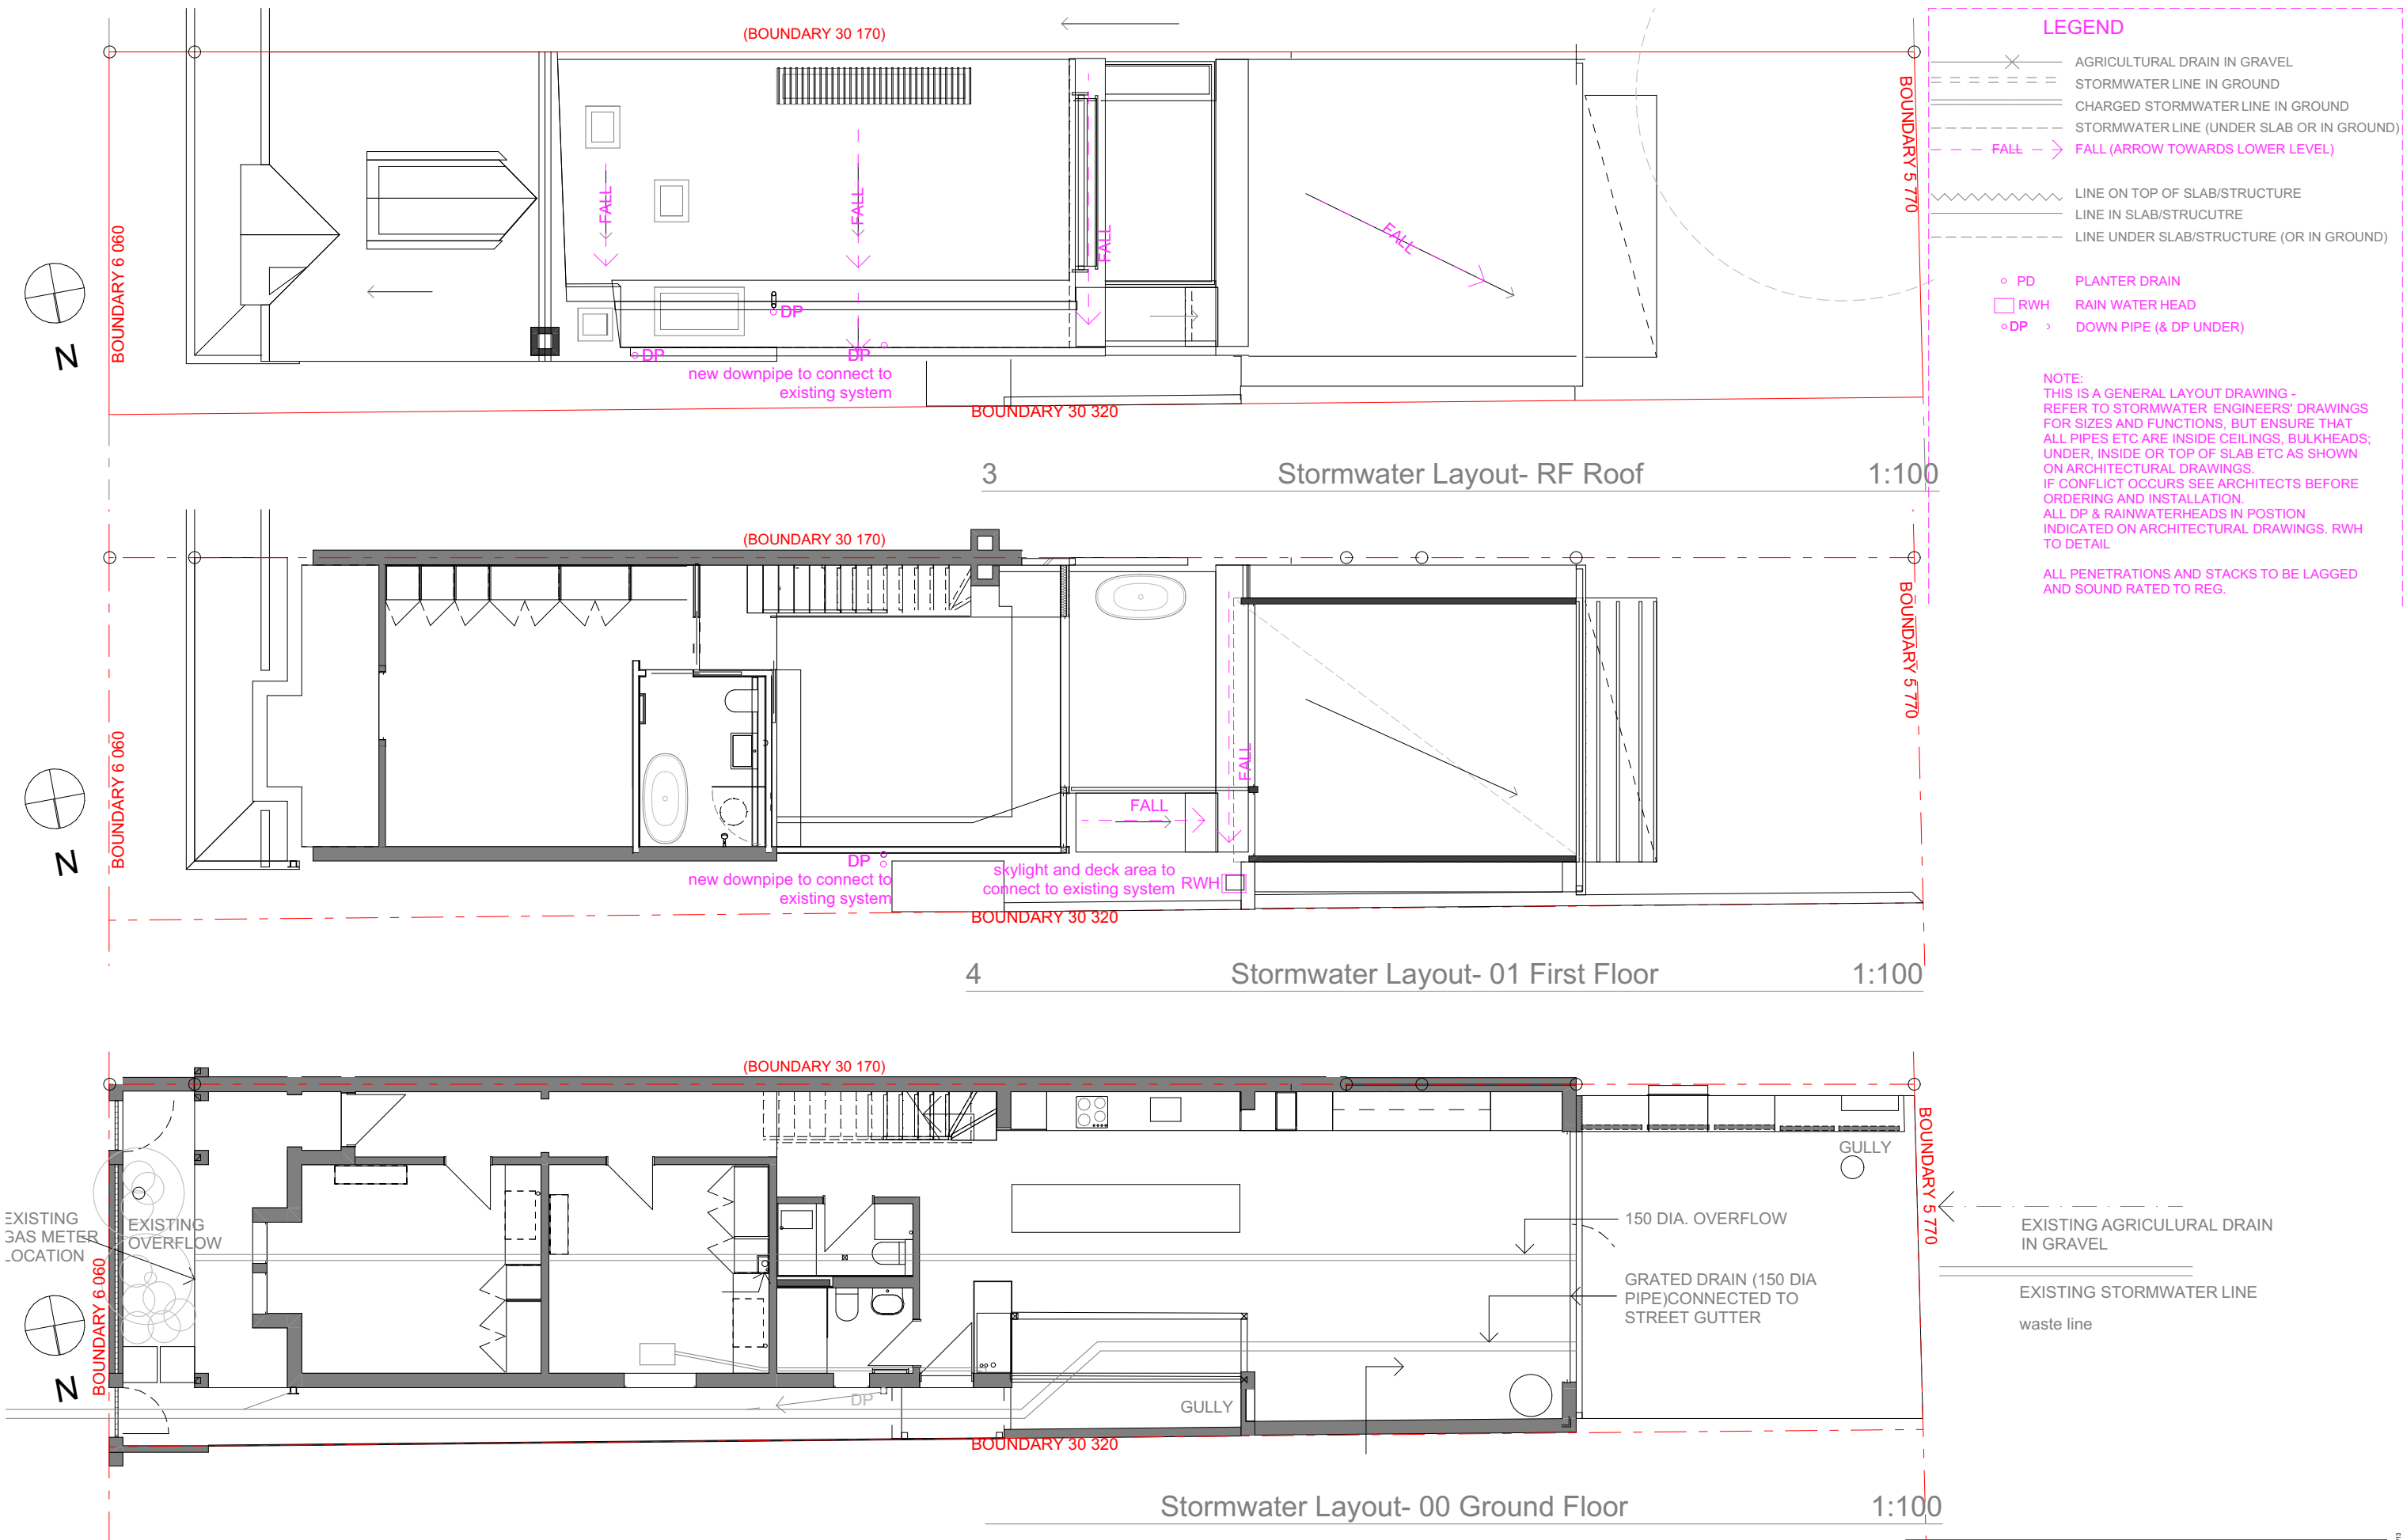 (BOUNDARY 30 170)
BOUNDARY 6 060
BOUNDARY 5 770
N
FALL
FALL
FALL
FALL
DP
DP
DP
new downpipe to connect to
existing system
BOUNDARY 30 320
3 Stormwater Layout- RF Roof 1:100
LEGEND
AGRICULTURAL DRAIN IN GRAVEL
STORMWATER LINE IN GROUND
CHARGED STORMWATER LINE IN GROUND
STORMWATER LINE (UNDER SLAB OR IN GROUND)
FALL FALL (ARROW TOWARDS LOWER LEVEL)
LINE ON TOP OF SLAB/STRUCTURE
LINE IN SLAB/STRUCUTRE
LINE UNDER SLAB/STRUCTURE (OR IN GROUND)
PD PLANTER DRAIN
RWH RAIN WATER HEAD
DP DOWN PIPE (& DP UNDER)
NOTE:
THIS IS A GENERAL LAYOUT DRAWING -
REFER TO STORMWATER ENGINEERS' DRAWINGS
FOR SIZES AND FUNCTIONS, BUT ENSURE THAT
ALL PIPES ETC ARE INSIDE CEILINGS, BULKHEADS;
UNDER, INSIDE OR TOP OF SLAB ETC AS SHOWN
ON ARCHITECTURAL DRAWINGS.
IF CONFLICT OCCURS SEE ARCHITECTS BEFORE
ORDERING AND INSTALLATION.
ALL DP & RAINWATERHEADS IN POSTION
INDICATED ON ARCHITECTURAL DRAWINGS. RWH
TO DETAIL
ALL PENETRATIONS AND STACKS TO BE LAGGED
AND SOUND RATED TO REG.
(BOUNDARY 30 170)
BOUNDARY 6 060
BOUNDARY 5 770
N
FALL
FALL
DP
new downpipe to connect to
existing system
skylight and deck area to
connect to existing system
RWH
BOUNDARY 30 320
4 Stormwater Layout- 01 First Floor 1:100
(BOUNDARY 30 170)
BOUNDARY 5 770
BOUNDARY 6 060
GULLY
EXISTING
GAS METER
LOCATION
EXISTING
OVERFLOW
150 DIA. OVERFLOW
GRATED DRAIN (150 DIA
PIPE)CONNECTED TO
STREET GUTTER
EXISTING AGRICULURAL DRAIN
IN GRAVEL
EXISTING STORMWATER LINE
waste line
N
DP
GULLY
BOUNDARY 30 320
Stormwater Layout- 00 Ground Floor 1:100